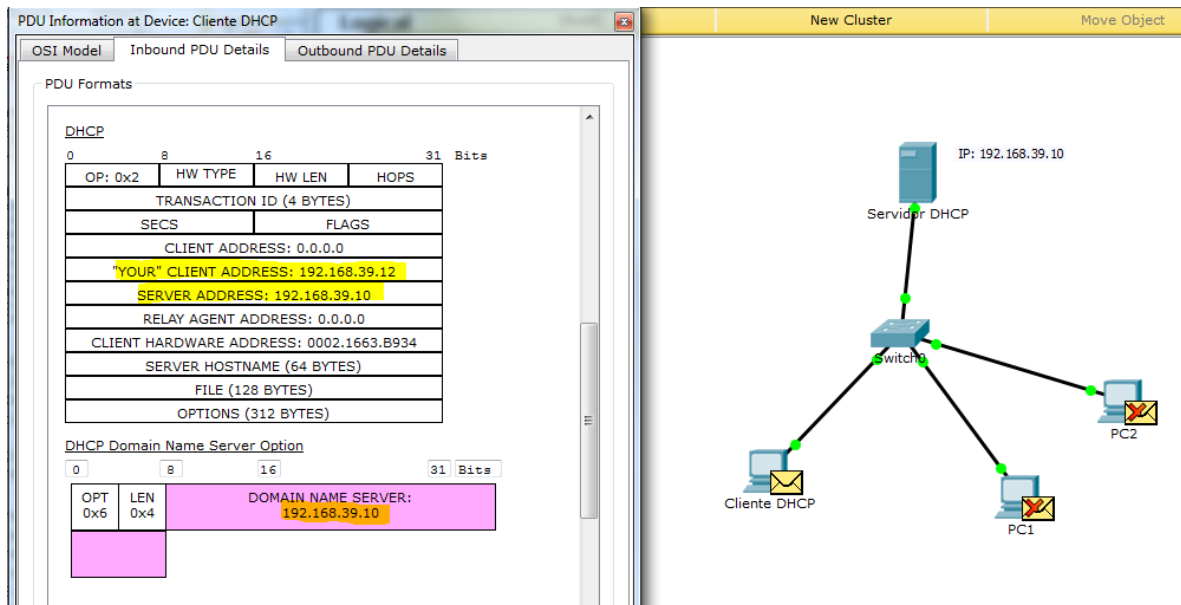 PDU Information at Device: Cliente DHCP
OSI Model Inbound PDU Details Outbound PDU Details
PDU Formats
DHCP
0 8 16 31 Bits
OP: 0x2 HW TYPE HW LEN HOPS
TRANSACTION ID (4 BYTES)
SECS FLAGS
CLIENT ADDRESS: 0.0.0.0
"YOUR" CLIENT ADDRESS: 192.168.39.12
SERVER ADDRESS: 192.168.39.10
RELAY AGENT ADDRESS: 0.0.0.0
CLIENT HARDWARE ADDRESS: 0002.1663.B934
SERVER HOSTNAME (64 BYTES)
FILE (128 BYTES)
OPTIONS (312 BYTES)
DHCP Domain Name Server Option
0 8 16 31 Bits
OPT LEN DOMAIN NAME SERVER:
0x6 0x4 192.168.39.10
New Cluster Move Object
IP: 192.168.39.10
Servidor DHCP
Switch0
PC2
Cliente DHCP
PC1